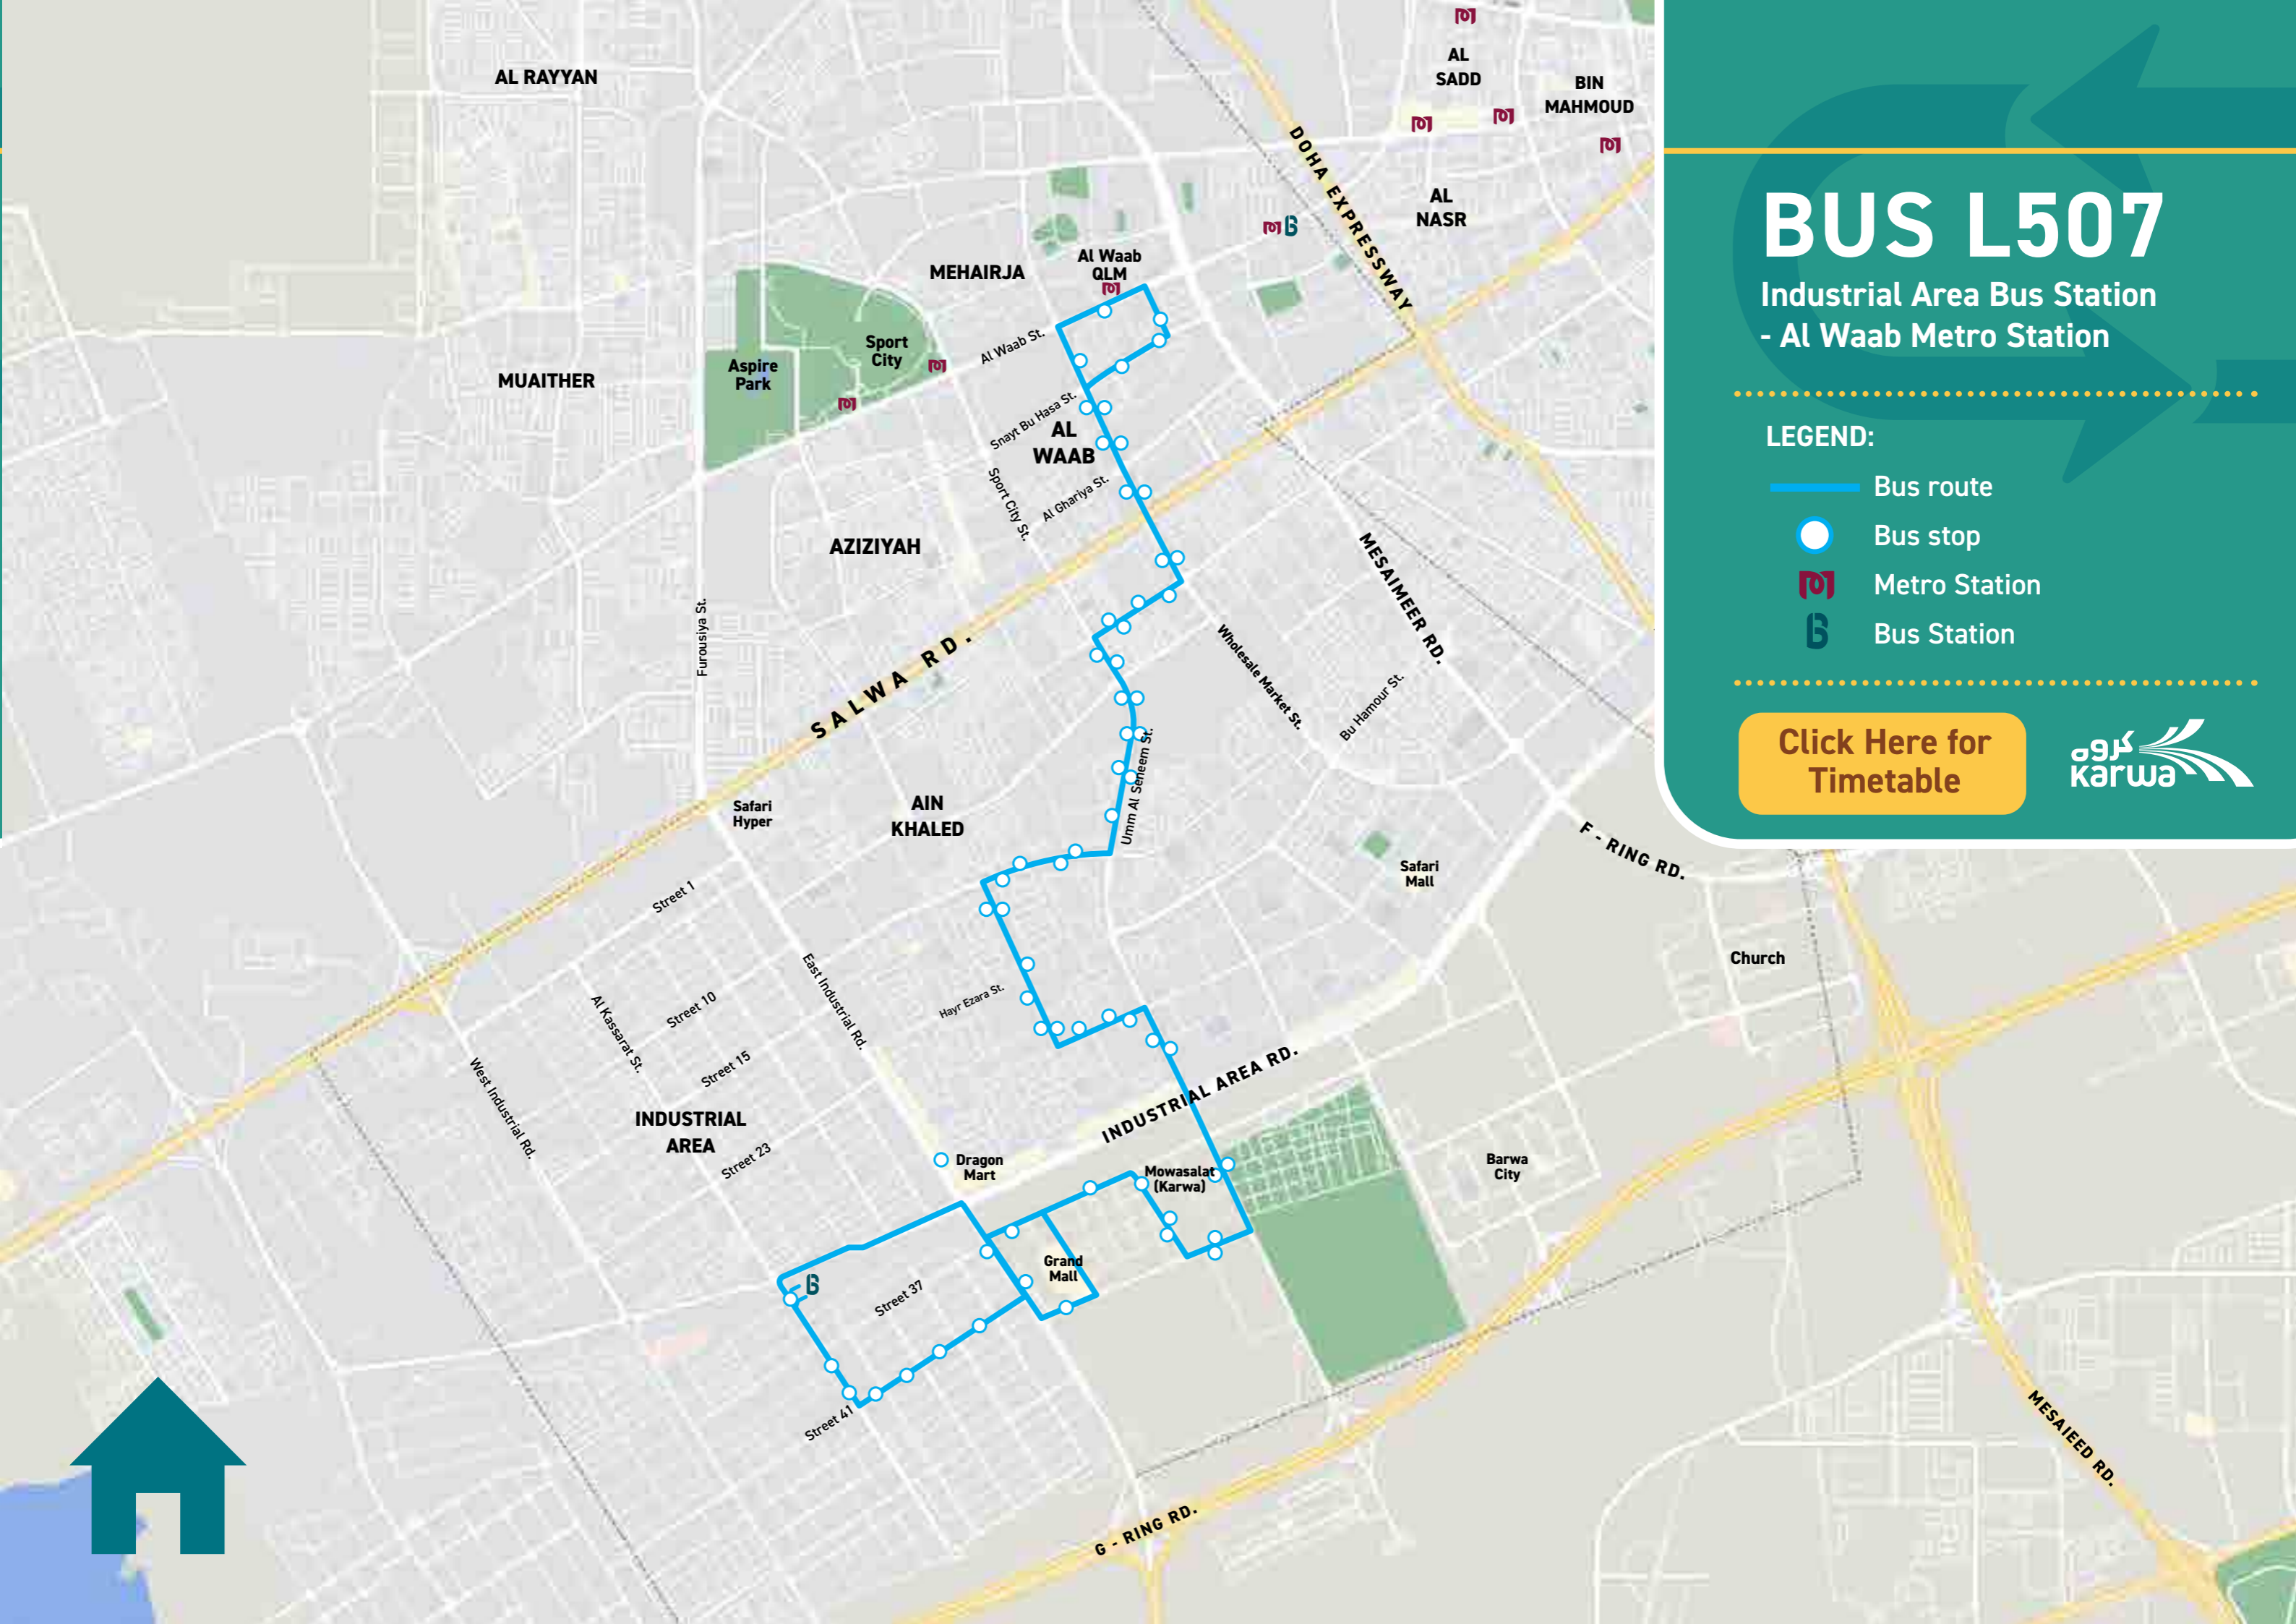 AL RAYYAN
AL
SADD
BIN
MAHMOUD
DOHA EXPRESSWAY
AL
NASR
MEHAIRJA
Al Waab
QLM
Al Waab St.
Sport
City
Aspire
Park
MUAITHER
Snayt Bu Hasa St.
AL
WAAB
Sport City St.
Al Ghariya St.
AZIZIYAH
MESAIMEER RD.
Furousiya St.
SALWA RD.
Wholesale Market St.
Bu Hamour St.
Umm Al Seneem St.
Safari
Hyper
AIN
KHALED
Safari
Mall
F - RING RD.
Street 1
Church
East Industrial Rd.
Al Kassarat St.
Street 10
Hayr Ezara St.
Street 15
West Industrial Rd.
INDUSTRIAL AREA RD.
INDUSTRIAL
AREA
Street 23
Dragon
Mart
Mowasalat
(Karwa)
Barwa
City
Grand
Mall
Street 37
Street 41
G - RING RD.
MESAIEED RD.
BUS L507
Industrial Area Bus Station
- Al Waab Metro Station
LEGEND:
Bus route
Bus stop
Metro Station
Bus Station
Click Here for
Timetable
كروه
karwa